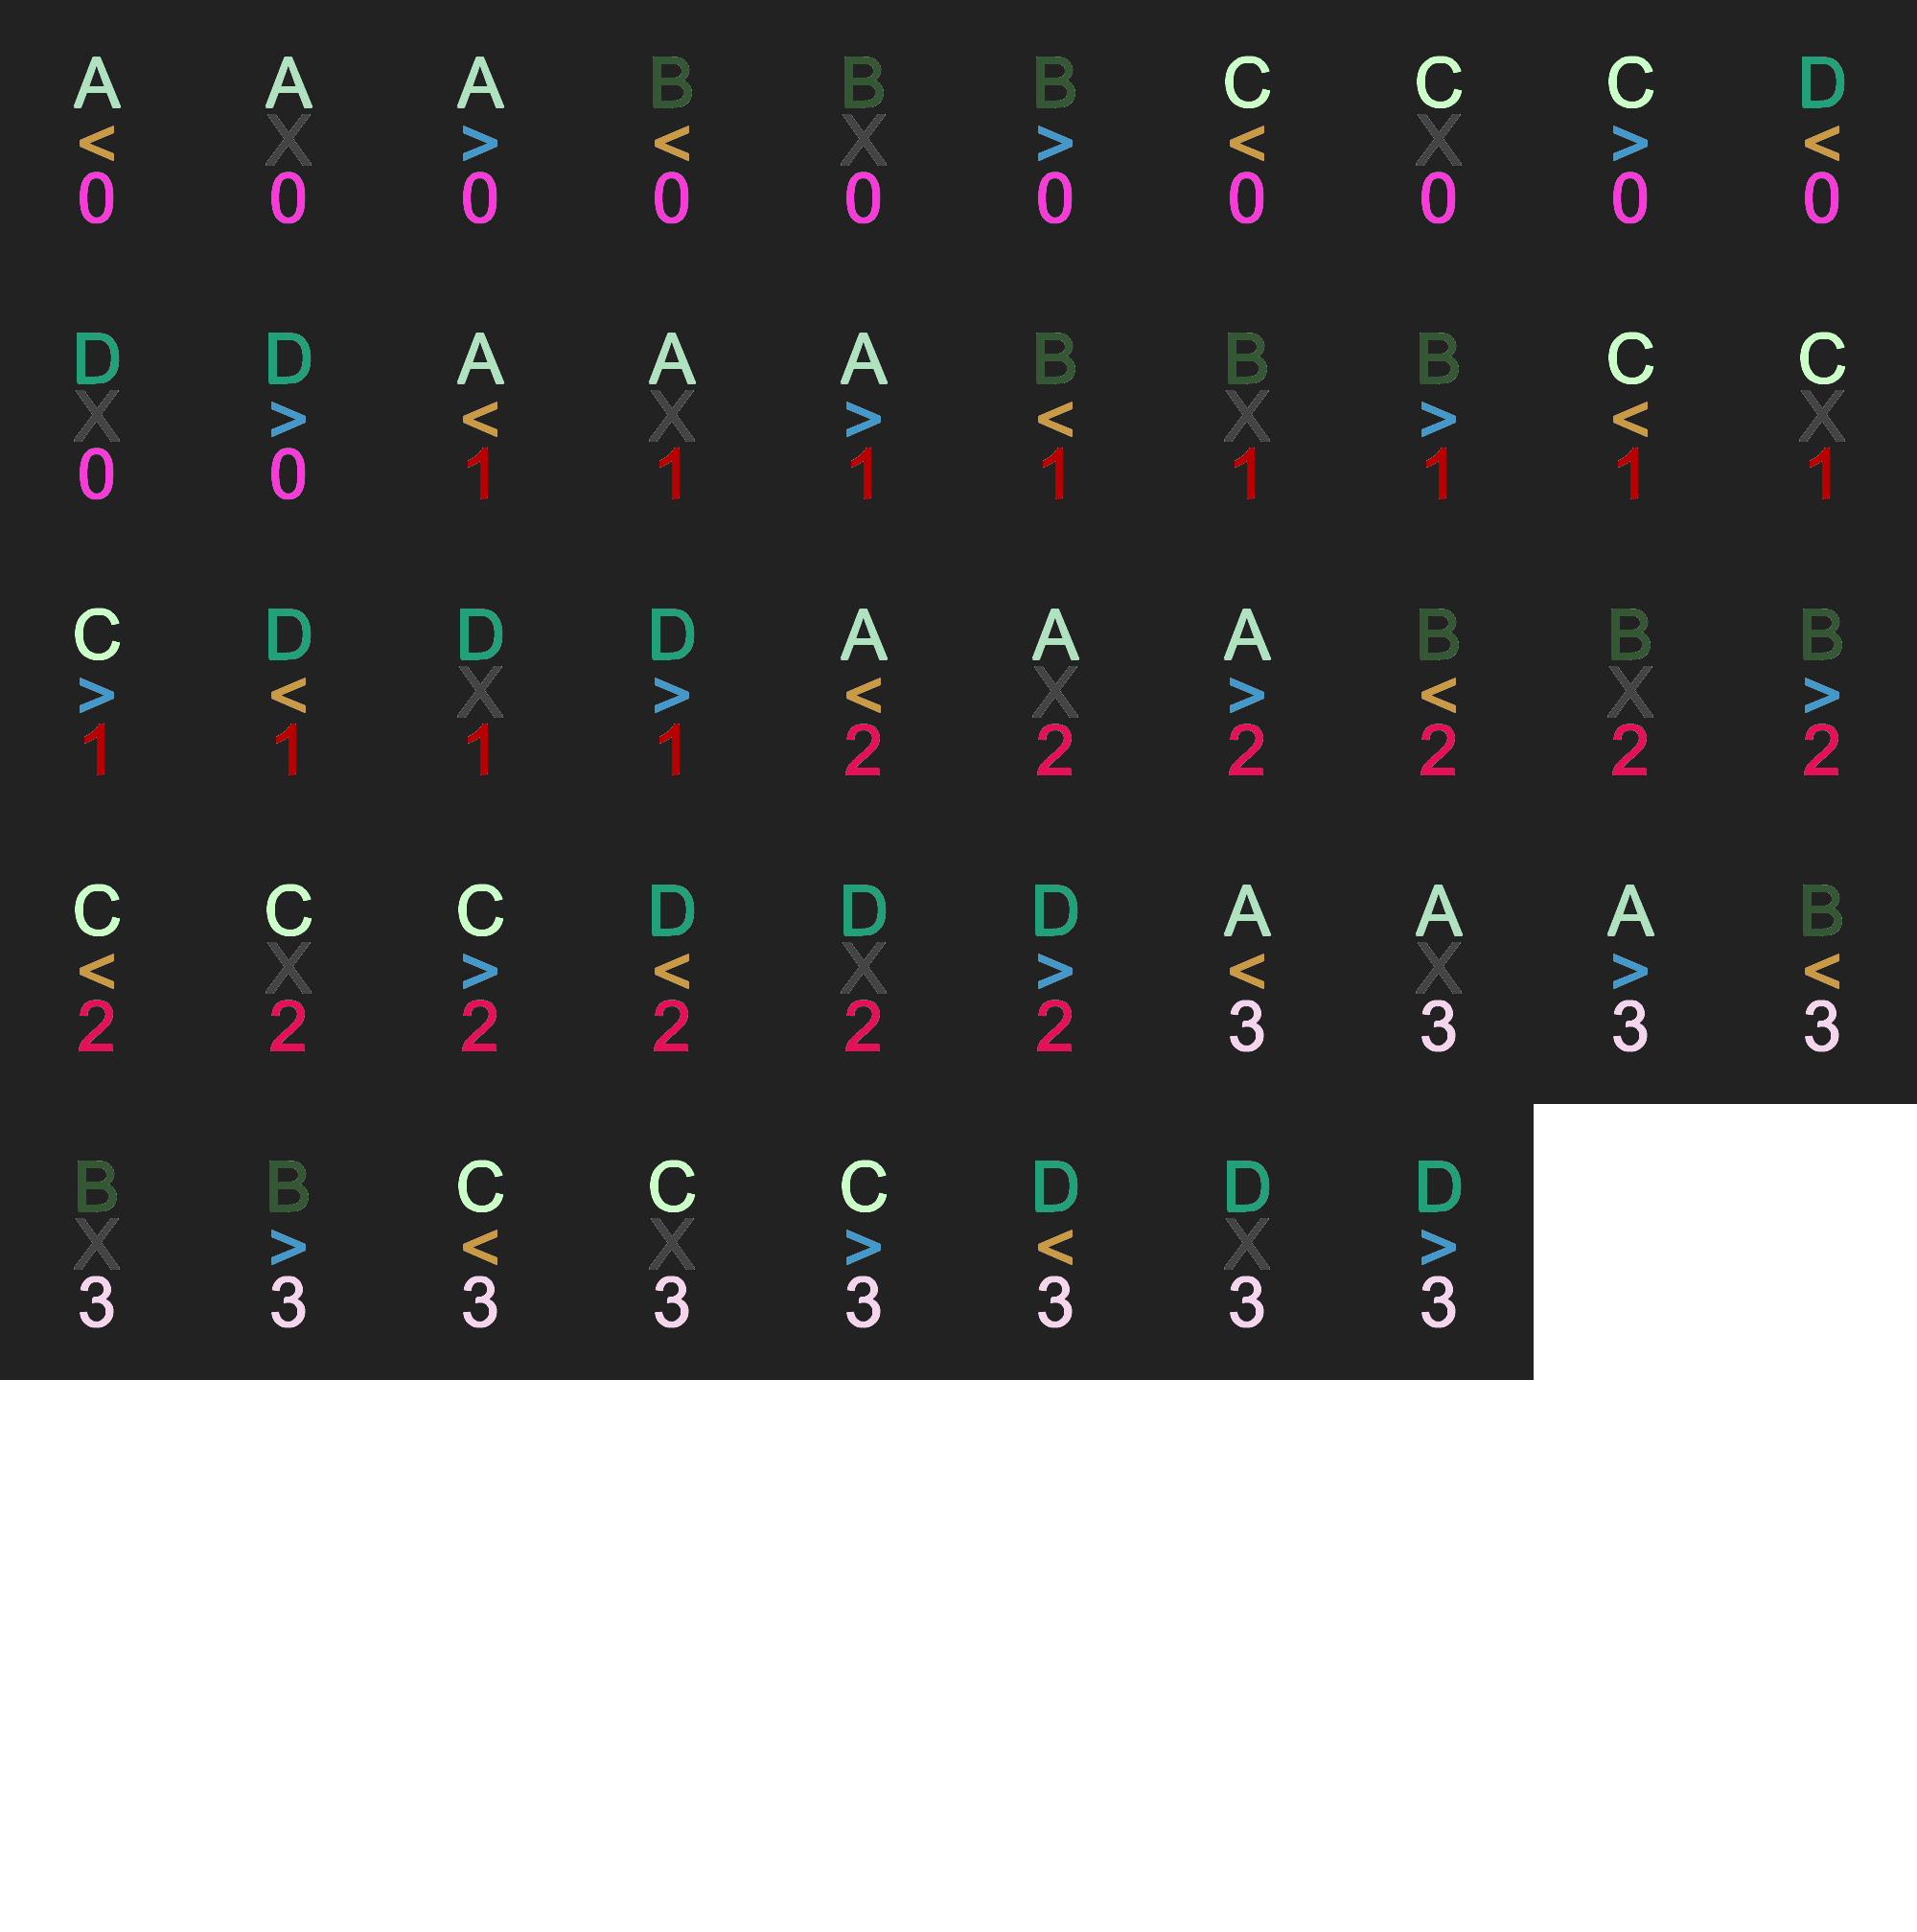 A A A B B B C C C D
< X > < X > < X > <
0 0 0 0 0 0 0 0 0 0
D D A A A B B B C C
X > < X > < X > < X
0 0 1 1 1 1 1 1 1 1
C D D D A A A B B B
> < X > < X > < X >
1 1 1 1 2 2 2 2 2 2
C C C D D D A A A B
< X > < X > < X > <
2 2 2 2 2 2 3 3 3 3
B B C C C D D D
X > < X > < X >
3 3 3 3 3 3 3 3